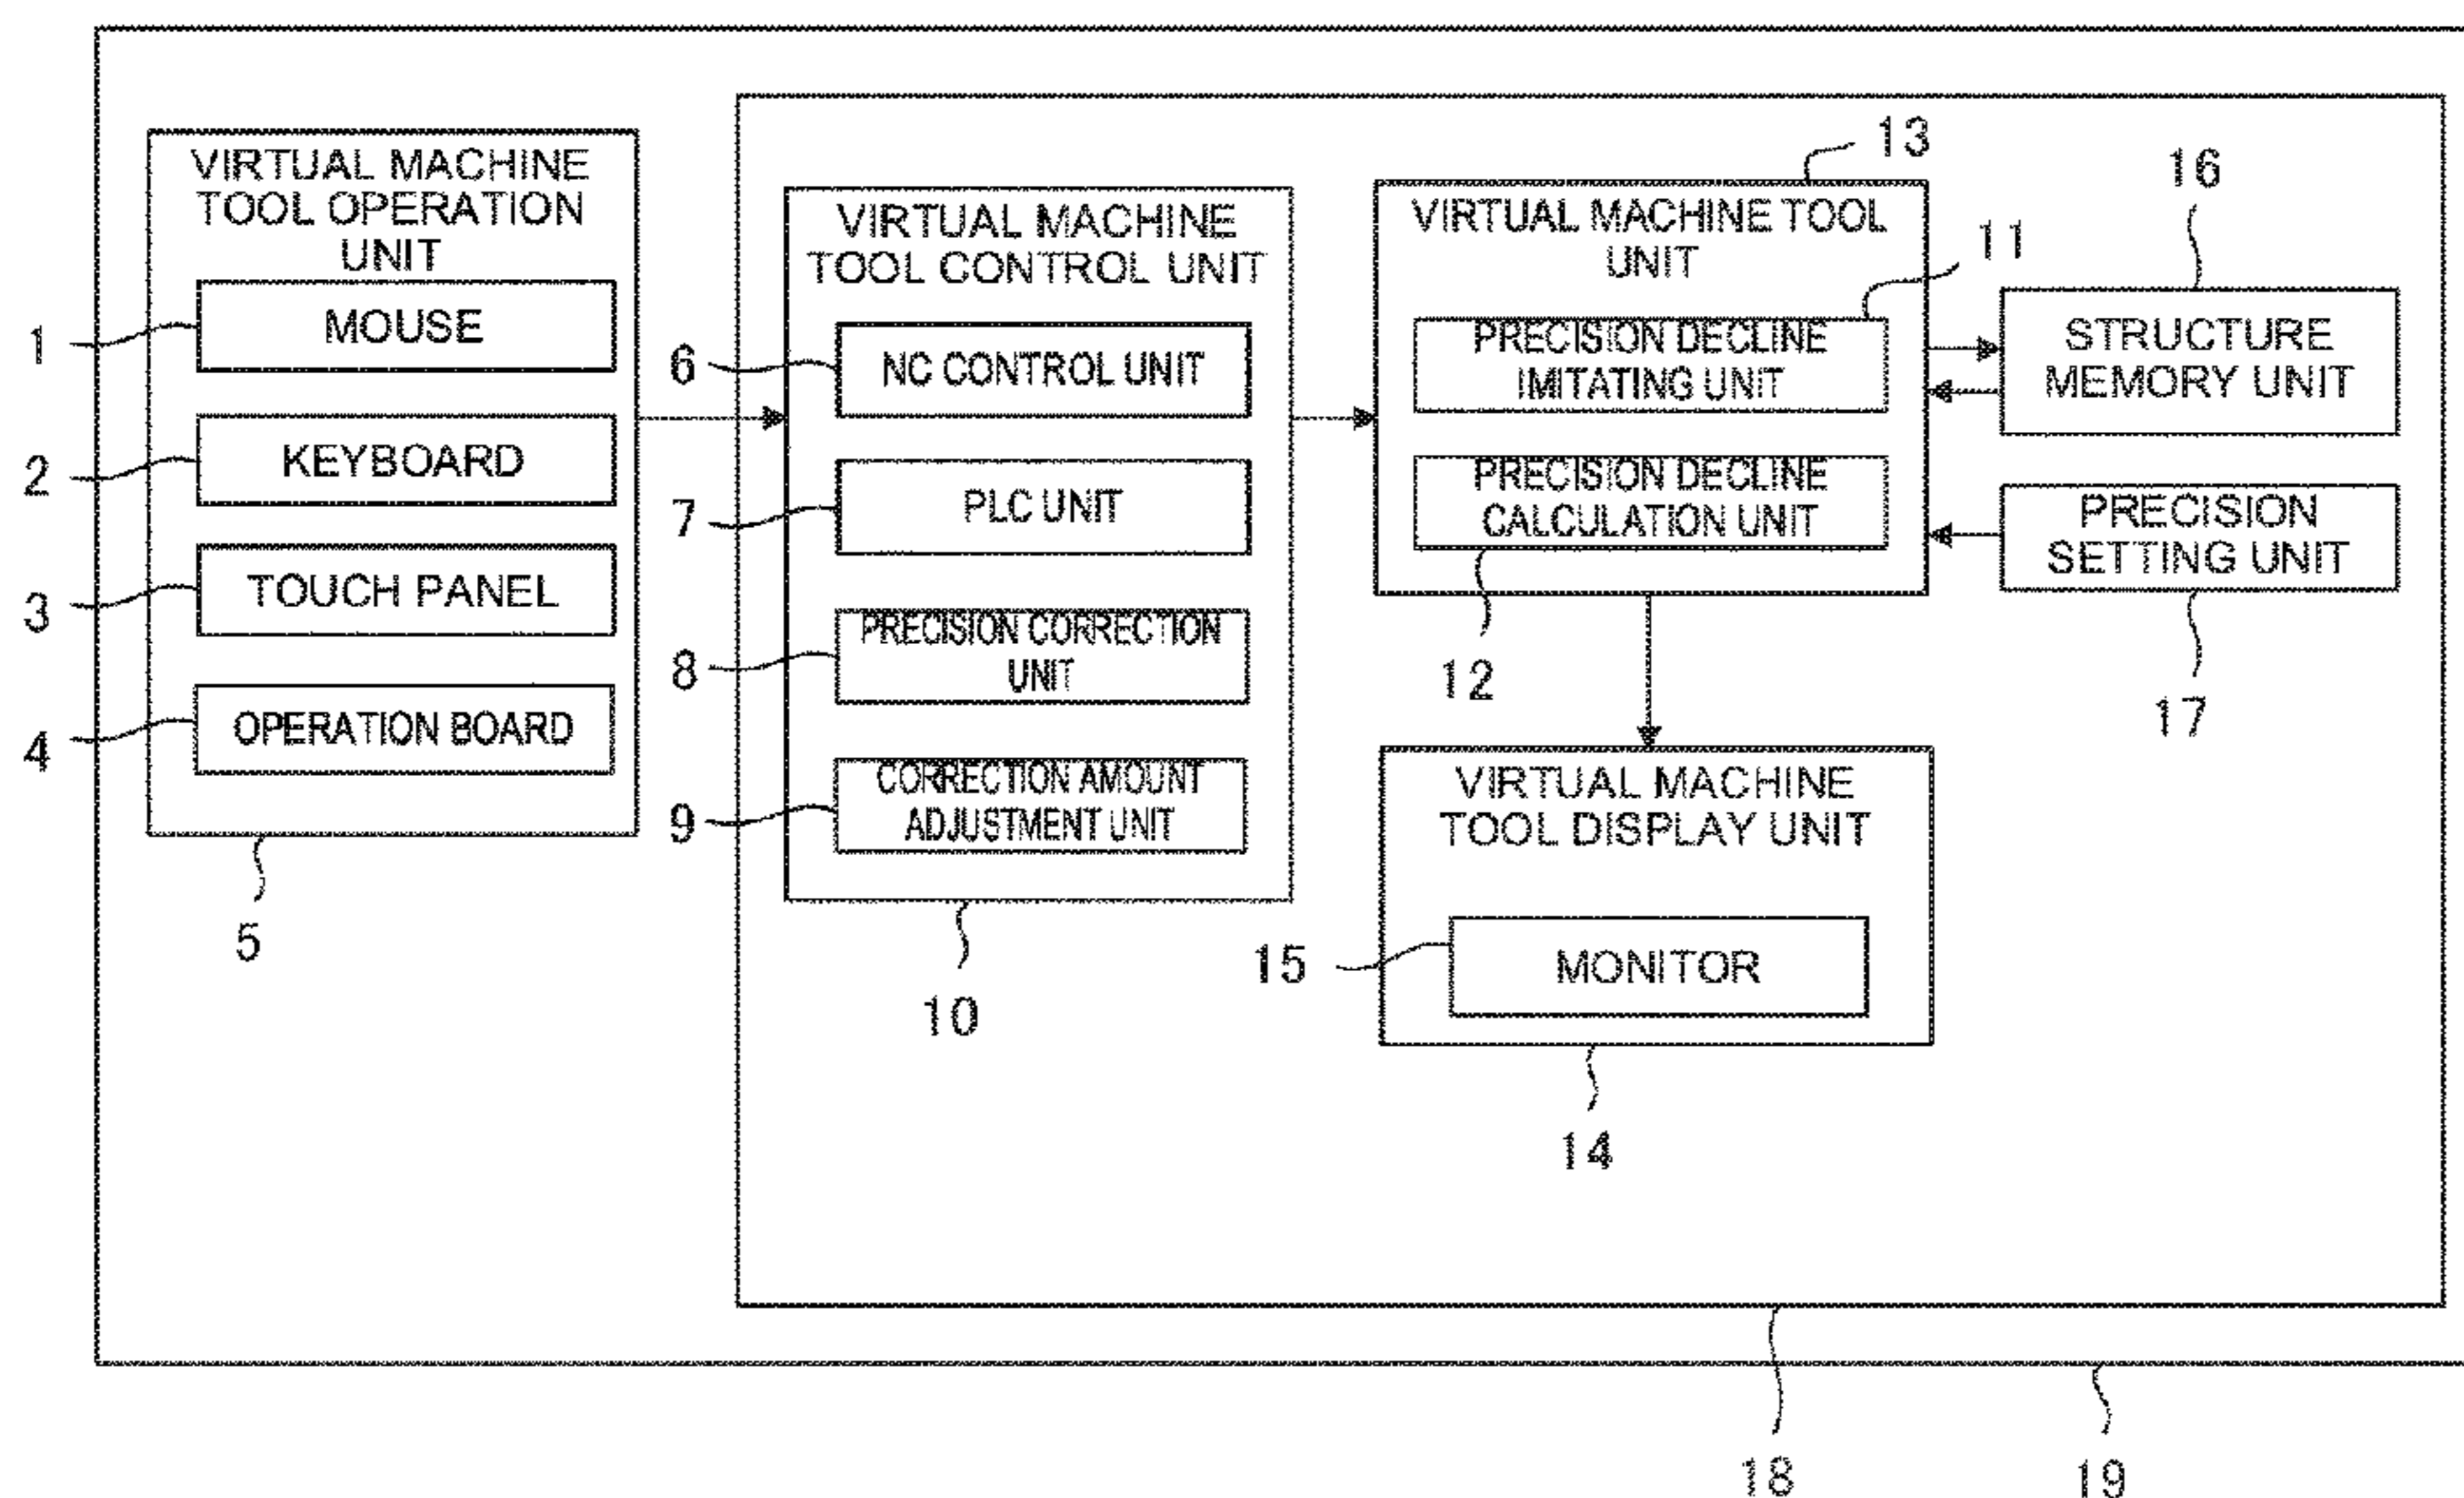 VIRTUAL MACHINE
TOOL OPERATION
UNIT
MOUSE
KEYBOARD
TOUCH PANEL
OPERATION BOARD
1
2
3
4
5
VIRTUAL MACHINE
TOOL CONTROL UNIT
NC CONTROL UNIT
PLC UNIT
PRECISION CORRECTION
UNIT
CORRECTION AMOUNT
ADJUSTMENT UNIT
6
7
8
9
10
13
VIRTUAL MACHINE TOOL
UNIT
11
PRECISION DECLINE
IMITATING UNIT
PRECISION DECLINE
CALCULATION UNIT
12
16
STRUCTURE
MEMORY UNIT
PRECISION
SETTING UNIT
17
VIRTUAL MACHINE
TOOL DISPLAY UNIT
15
MONITOR
14
18
19